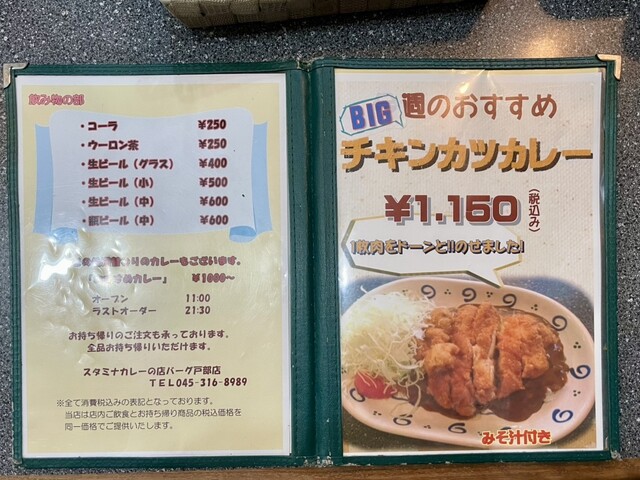 飲み物の部
・コーラ ¥250
・ウーロン茶 ¥250
・生ビール（グラス） ¥400
・生ビール（小） ¥500
・生ビール（中） ¥600
・瓶ビール（中） ¥600
のカレーもございます。
カレー」 ¥1000～
オープン 11:00
ラストオーダー 21:30
お持ち帰りのご注文も承っております。
全品お持ち帰りいただけます。
スタミナカレーの店バーグ戸部店
TEL045-316-8989
※全て消費税込みの表記となっております。
当店は店内ご飲食とお持ち帰り商品の税込価格を
同一価格でご提供いたします。
週のおすすめ
BIG
チキンカツカレー
¥1,150（税込み）
1枚肉をドーンと!!のせました!
みそ汁付き